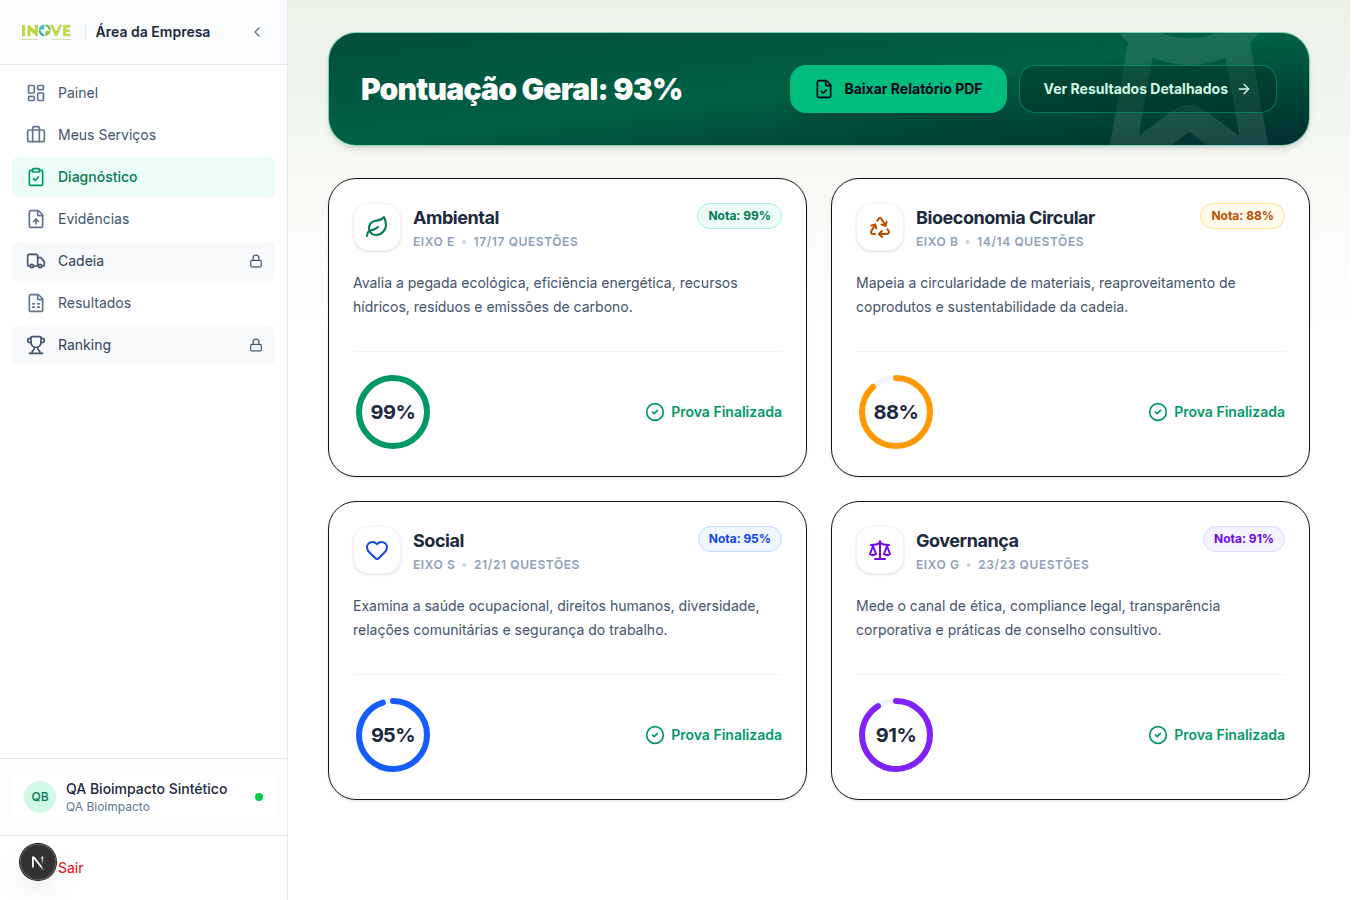 INOVE
Área da Empresa
Painel
Meus Serviços
Diagnóstico
Evidências
Cadeia
Resultados
Ranking
QB
QA Bioimpacto Sintético
QA Bioimpacto
N
Sair
Pontuação Geral: 93%
Baixar Relatório PDF
Ver Resultados Detalhados
Ambiental
EIXO E • 17/17 QUESTÕES
Nota: 99%
Avalia a pegada ecológica, eficiência energética, recursos
hídricos, resíduos e emissões de carbono.
99%
Prova Finalizada
Bioeconomia Circular
EIXO B • 14/14 QUESTÕES
Nota: 88%
Mapeia a circularidade de materiais, reaproveitamento de
coprodutos e sustentabilidade da cadeia.
88%
Prova Finalizada
Social
EIXO S • 21/21 QUESTÕES
Nota: 95%
Examina a saúde ocupacional, direitos humanos, diversidade,
relações comunitárias e segurança do trabalho.
95%
Prova Finalizada
Governança
EIXO G • 23/23 QUESTÕES
Nota: 91%
Mede o canal de ética, compliance legal, transparência
corporativa e práticas de conselho consultivo.
91%
Prova Finalizada